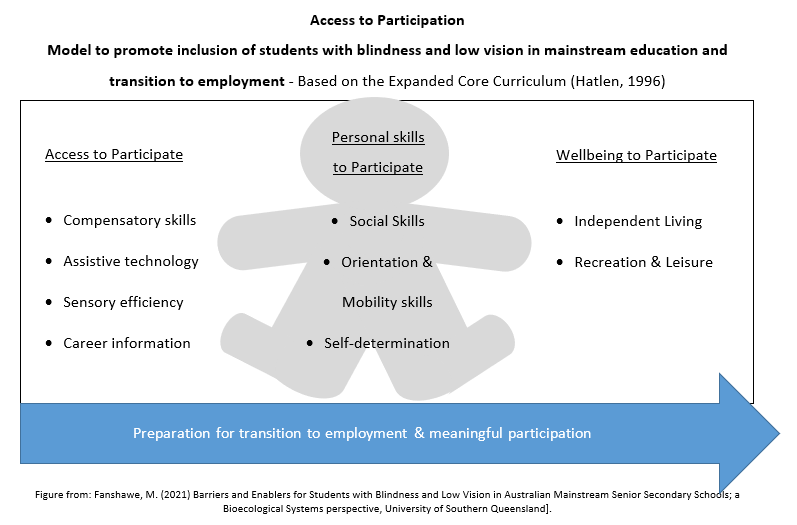 Access to Participation
Model to promote inclusion of students with blindness and low vision in mainstream education and
transition to employment - Based on the Expanded Core Curriculum (Hatlen, 1996)
Access to Participate
• Compensatory skills
• Assistive technology
• Sensory efficiency
• Career information
Personal skills
to Participate
• Social Skills
• Orientation &
Mobility skills
• Self-determination
Wellbeing to Participate
• Independent Living
• Recreation & Leisure
Preparation for transition to employment & meaningful participation
Figure from: Fanshawe, M. (2021) Barriers and Enablers for Students with Blindness and Low Vision in Australian Mainstream Senior Secondary Schools; a
Bioecological Systems perspective, University of Southern Queensland].